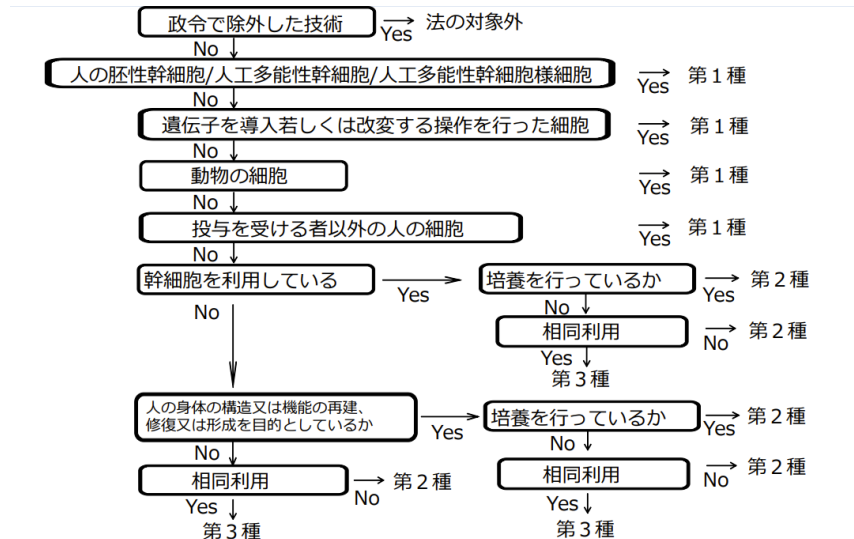 政令で除外した技術
Yes
法の対象外
No
人の胚性幹細胞/人工多能性幹細胞/人工多能性幹細胞様細胞
Yes
第１種
No
遺伝子を導入若しくは改変する操作を行った細胞
Yes
第１種
No
動物の細胞
Yes
第１種
No
投与を受ける者以外の人の細胞
Yes
第１種
No
幹細胞を利用している
Yes
培養を行っているか
Yes
第２種
No
No
相同利用
No
第２種
Yes
第３種
人の身体の構造又は機能の再建、
修復又は形成を目的としているか
Yes
培養を行っているか
Yes
第２種
No
No
相同利用
No
第２種
相同利用
No
第２種
Yes
第３種
Yes
第３種